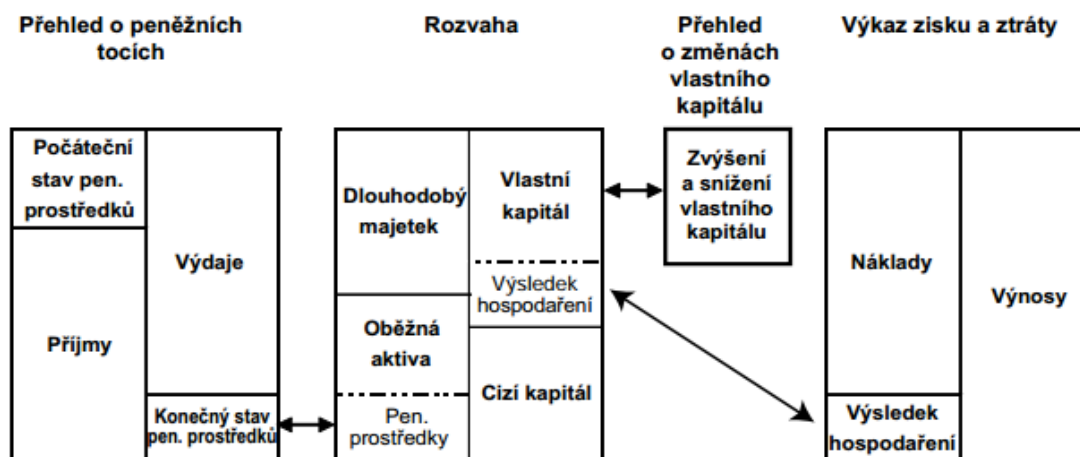 Přehled o peněžních
tocích
Rozvaha
Přehled
o změnách
vlastního
kapitálu
Výkaz zisku a ztráty
Počáteční
stav pen.
prostředků
Příjmy
Výdaje
Konečný stav
pen. prostředků
Dlouhodobý
majetek
Oběžná
aktiva
Pen.
prostředky
Vlastní
kapitál
Výsledek
hospodaření
Cizí kapitál
Zvýšení
a snížení
vlastního
kapitálu
Náklady
Výsledek
hospodaření
Výnosy